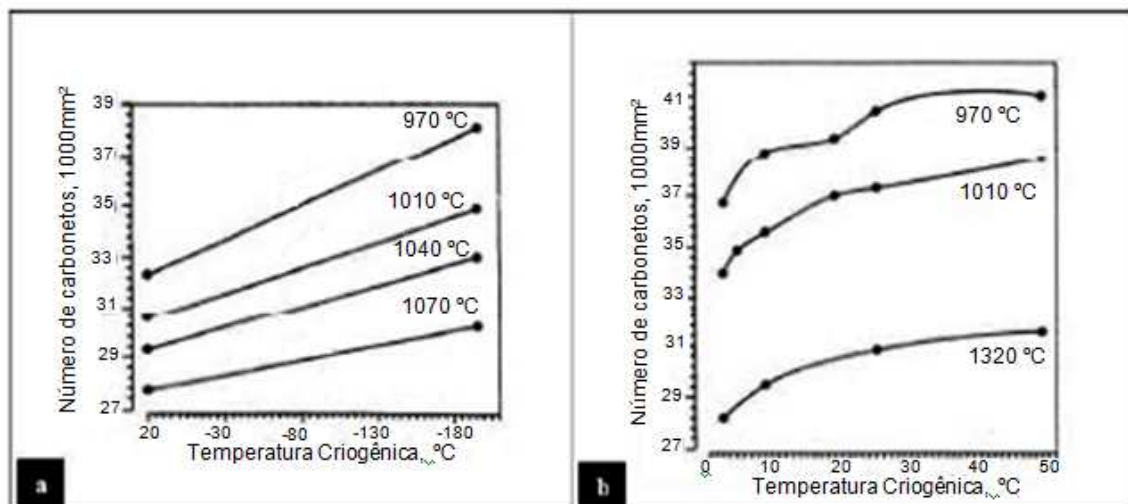 Número de carbonetos, 1000mm²
39
37
35
33
31
29
27
970 ºC
1010 ºC
1040 ºC
1070 ºC
20 -30 -80 -130 -180
Temperatura Criogênica, ºC
a
Número de carbonetos, 1000mm²
41
39
37
35
33
31
29
27
970 ºC
1010 ºC
1320 ºC
0 10 20 30 40 50
Temperatura Criogênica, ºC
b